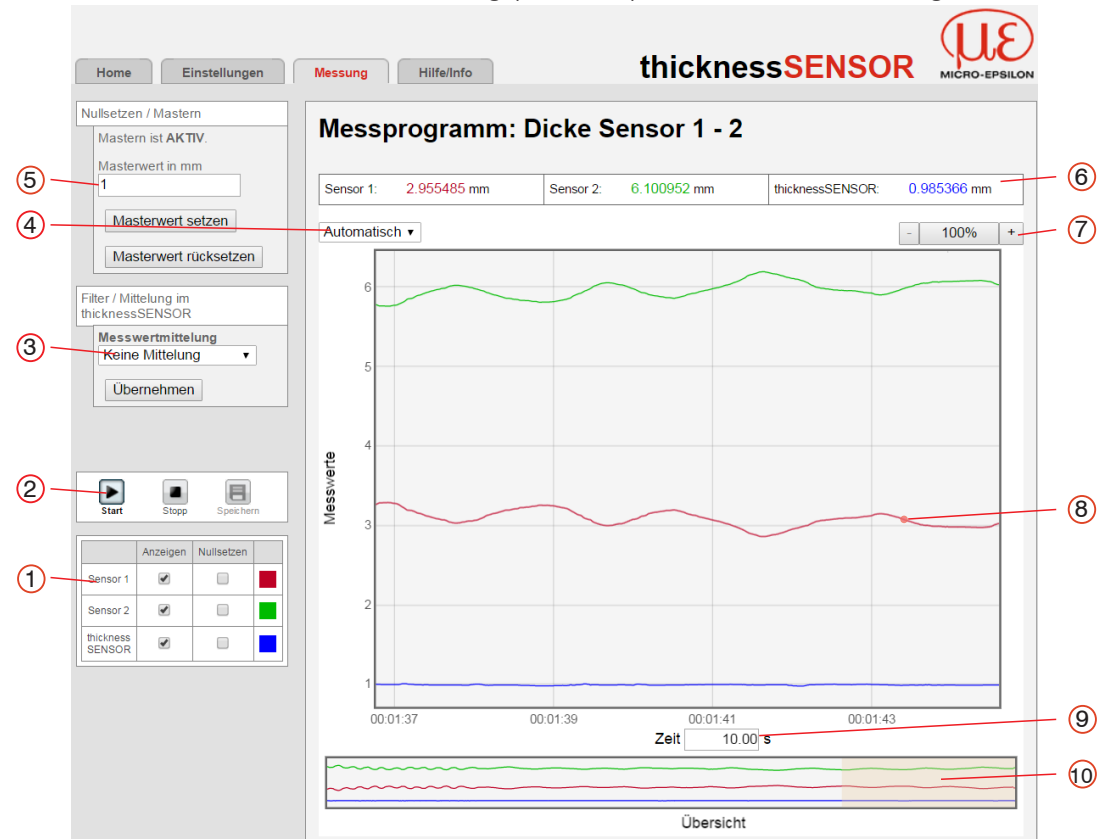 με
MICRO-EPSILON
Home
Einstellungen
Messung
Hilfe/Info
thicknessSENSOR
Nullsetzen / Mastern
Mastern ist AKTIV.
Masterwert in mm
1
Masterwert setzen
Masterwert rücksetzen
Filter / Mittelung im
thicknessSENSOR
Messwertmittelung
Keine Mittelung
Übernehmen
Start
Stopp
Speichern
Anzeigen
Nullsetzen
Sensor 1
Sensor 2
thickness
SENSOR
Messprogramm: Dicke Sensor 1 - 2
Sensor 1: 2.955485 mm
Sensor 2: 6.100952 mm
thicknessSENSOR: 0.985366 mm
Automatisch
- 100% +
Messwerte
6
5
4
3
2
1
00:01:37
00:01:39
00:01:41
00:01:43
Zeit 10.00 s
Übersicht
5
4
3
2
1
6
7
8
9
10